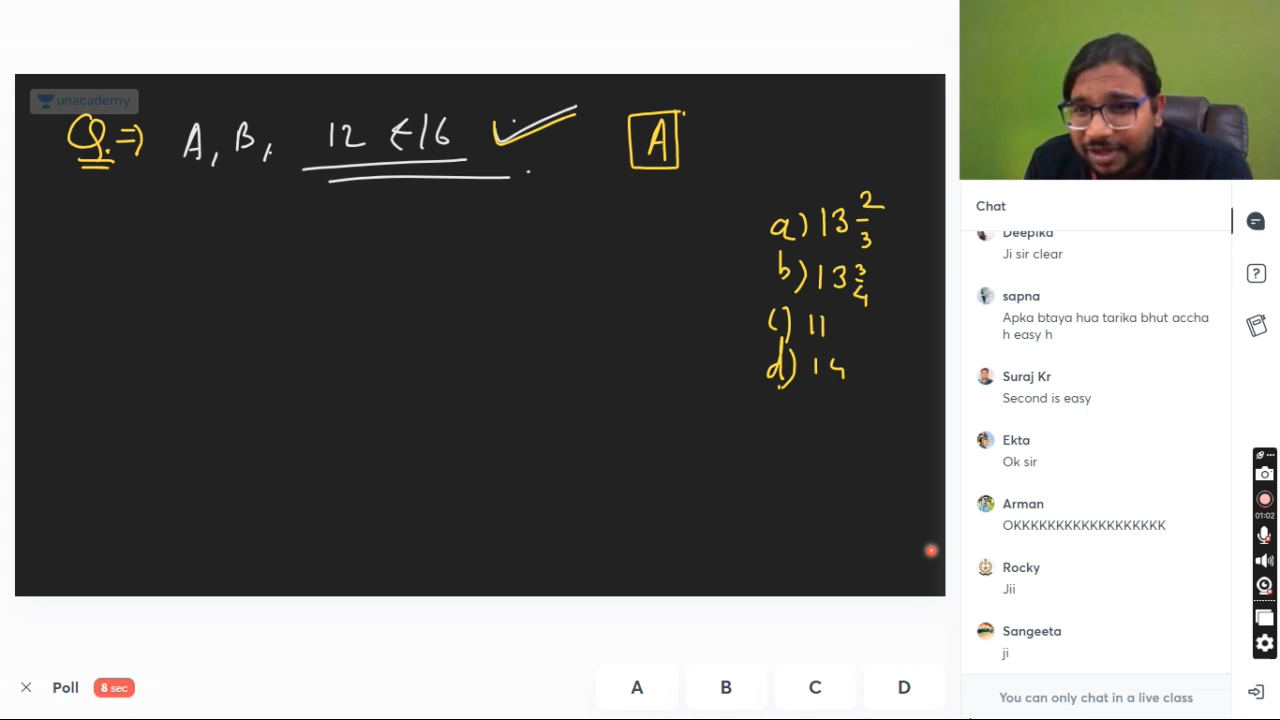 unacademy
Q. ⇒ A, B, 12 & 16 A
a) 13 2/3
b) 13 3/4
c) 11
d) 14
Chat
Deepika
Ji sir clear
sapna
Apka btaya hua tarika bhut accha
h easy h
Suraj Kr
Second is easy
Ekta
Ok sir
Arman
OKKKKKKKKKKKKKKKKKK
Rocky
Jii
Sangeeta
ji
You can only chat in a live class
01:02
Poll 8 sec A B C D